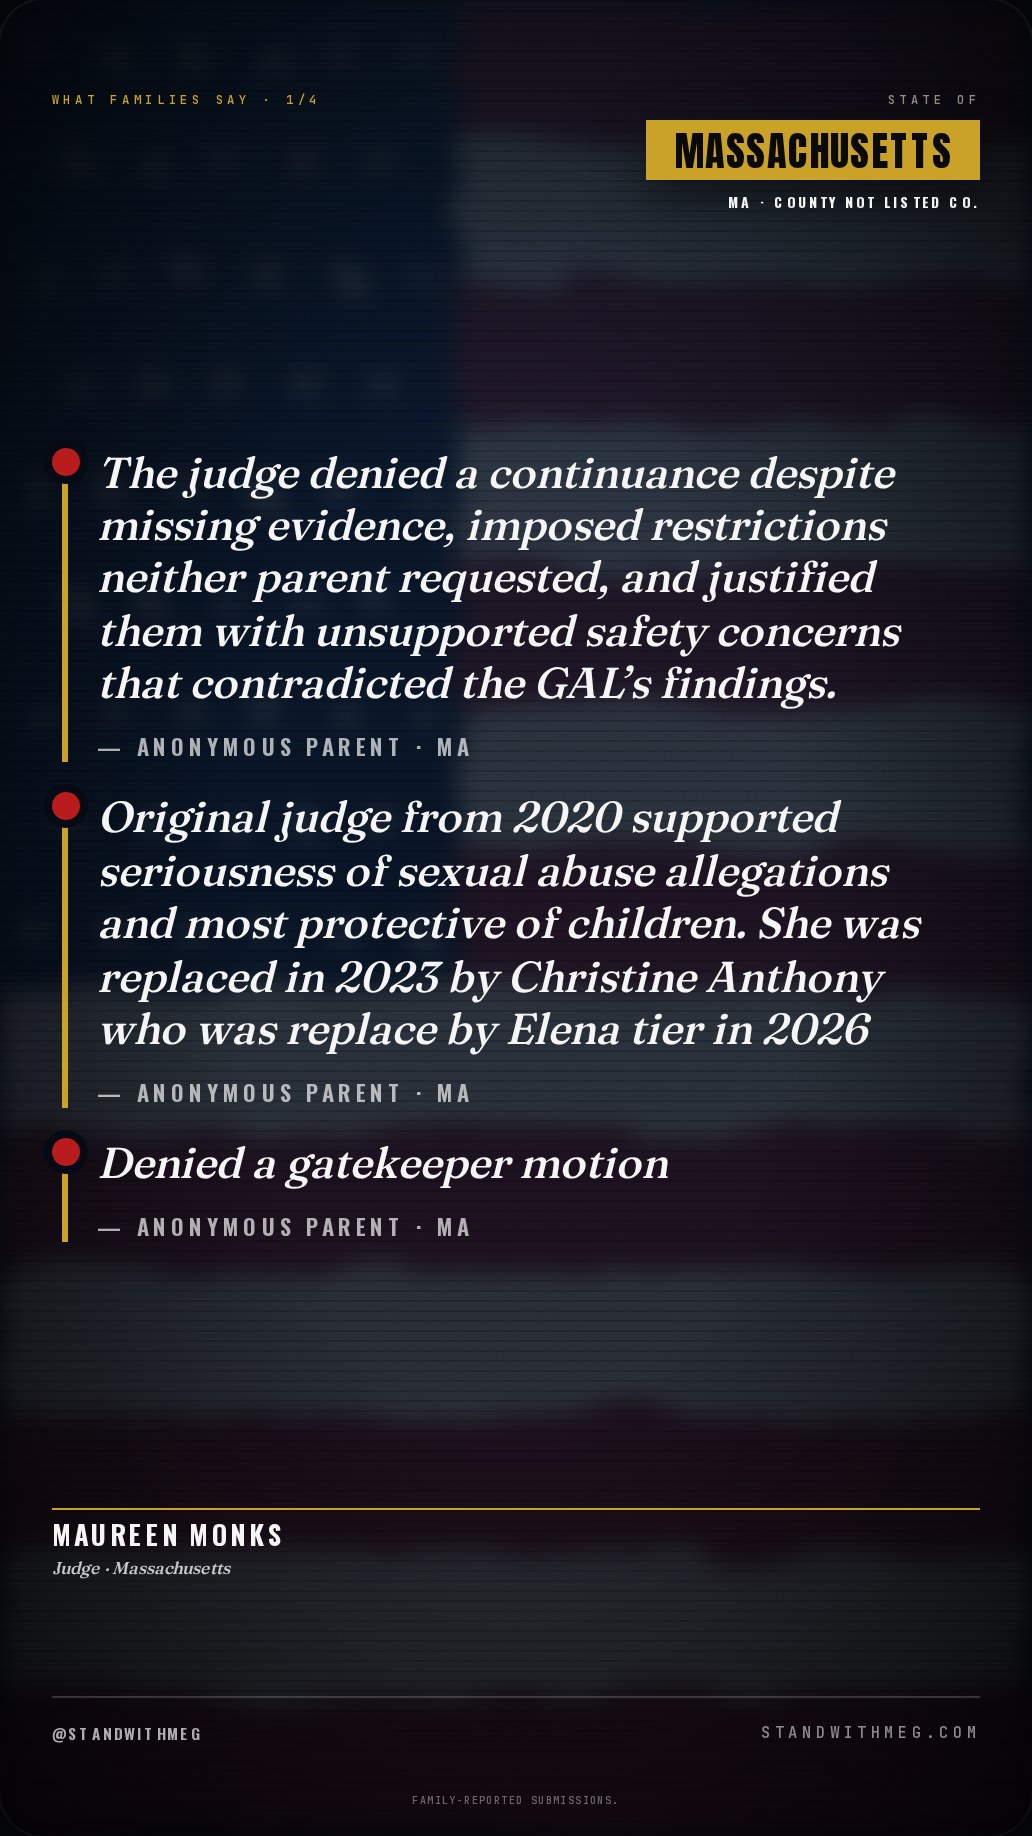 WHAT FAMILIES SAY · 1/4
STATE OF
MASSACHUSETTS
MA · COUNTY NOT LISTED CO.
The judge denied a continuance despite
missing evidence, imposed restrictions
neither parent requested, and justified
them with unsupported safety concerns
that contradicted the GAL’s findings.
— ANONYMOUS PARENT · MA
Original judge from 2020 supported
seriousness of sexual abuse allegations
and most protective of children. She was
replaced in 2023 by Christine Anthony
who was replace by Elena tier in 2026
— ANONYMOUS PARENT · MA
Denied a gatekeeper motion
— ANONYMOUS PARENT · MA
MAUREEN MONKS
Judge · Massachusetts
@STANDWITHMEG
STANDWITHMEG.COM
FAMILY-REPORTED SUBMISSIONS.